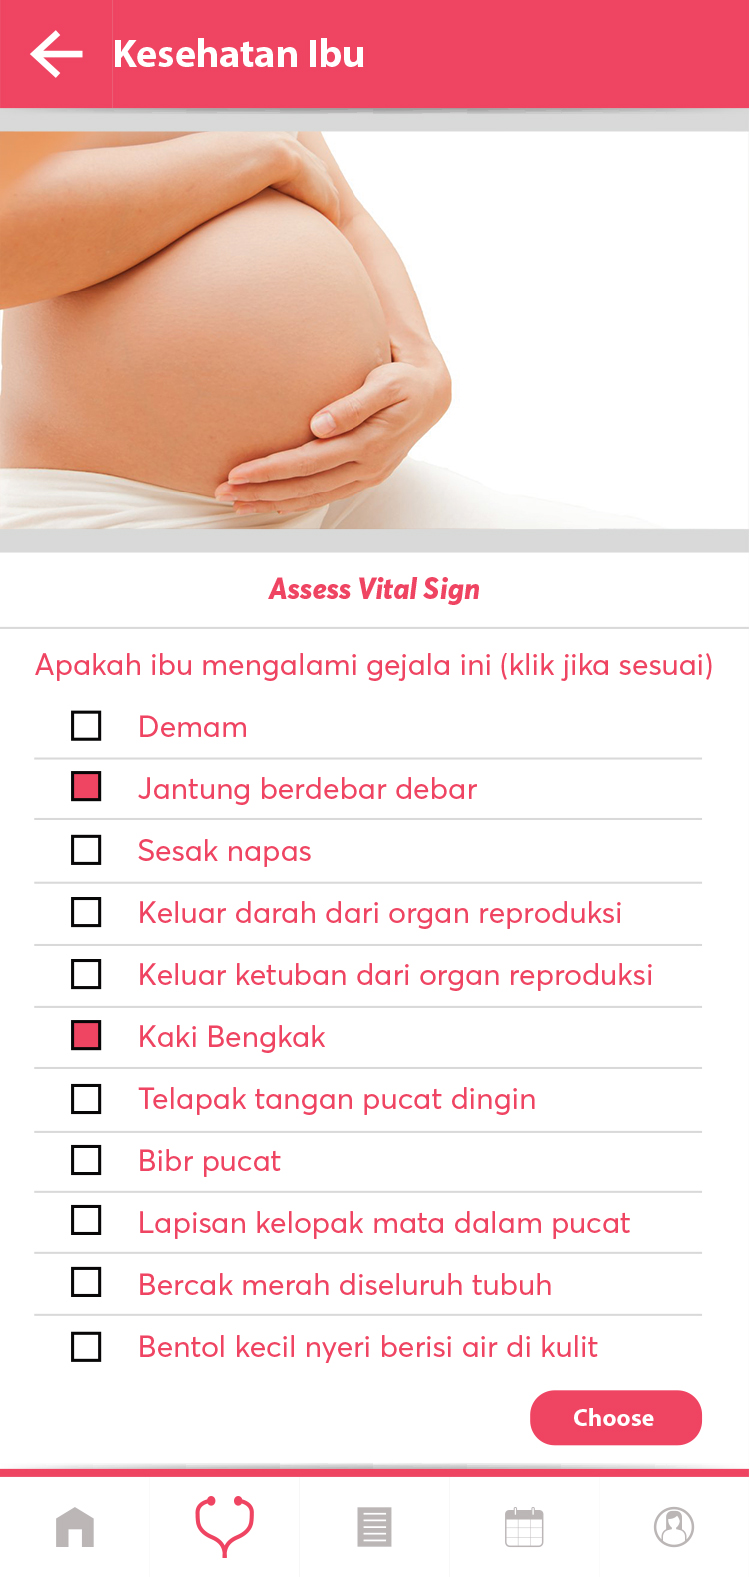 Kesehatan Ibu
Assess Vital Sign
Apakah ibu mengalami gejala ini (klik jika sesuai)
Demam
Jantung berdebar debar
Sesak napas
Keluar darah dari organ reproduksi
Keluar ketuban dari organ reproduksi
Kaki Bengkak
Telapak tangan pucat dingin
Bibr pucat
Lapisan kelopak mata dalam pucat
Bercak merah diseluruh tubuh
Bentol kecil nyeri berisi air di kulit
Choose